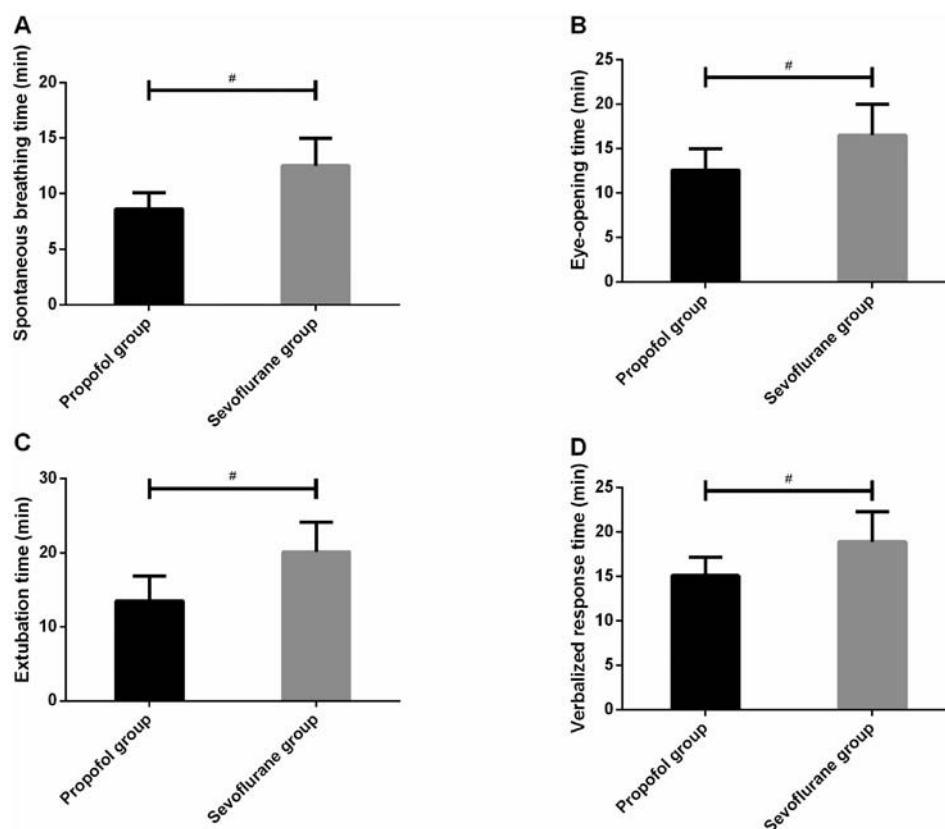 A
Spontaneous breathing time (min)
20
15
10
5
0
#
Propofol group
Sevoflurane group
B
Eye-opening time (min)
25
20
15
10
5
0
#
Propofol group
Sevoflurane group
C
Extubation time (min)
30
20
10
0
#
Propofol group
Sevoflurane group
D
Verbalized response time (min)
25
20
15
10
5
0
#
Propofol group
Sevoflurane group